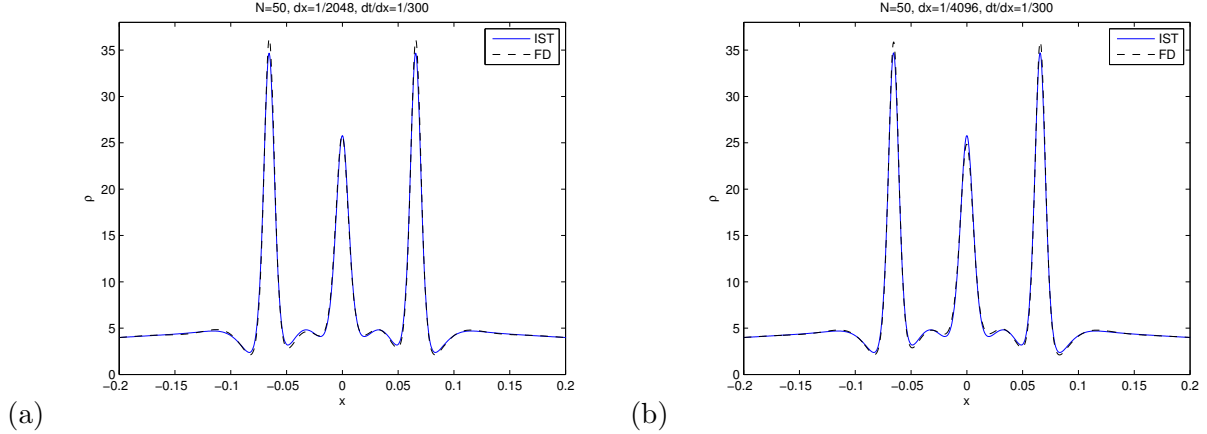 N=50, dx=1/2048, dt/dx=1/300
IST
FD
35
30
25
20
15
10
5
0
ρ
−0.2 −0.15 −0.1 −0.05 0 0.05 0.1 0.15 0.2
x
(a)
N=50, dx=1/4096, dt/dx=1/300
IST
FD
35
30
25
20
15
10
5
0
ρ
−0.2 −0.15 −0.1 −0.05 0 0.05 0.1 0.15 0.2
x
(b)